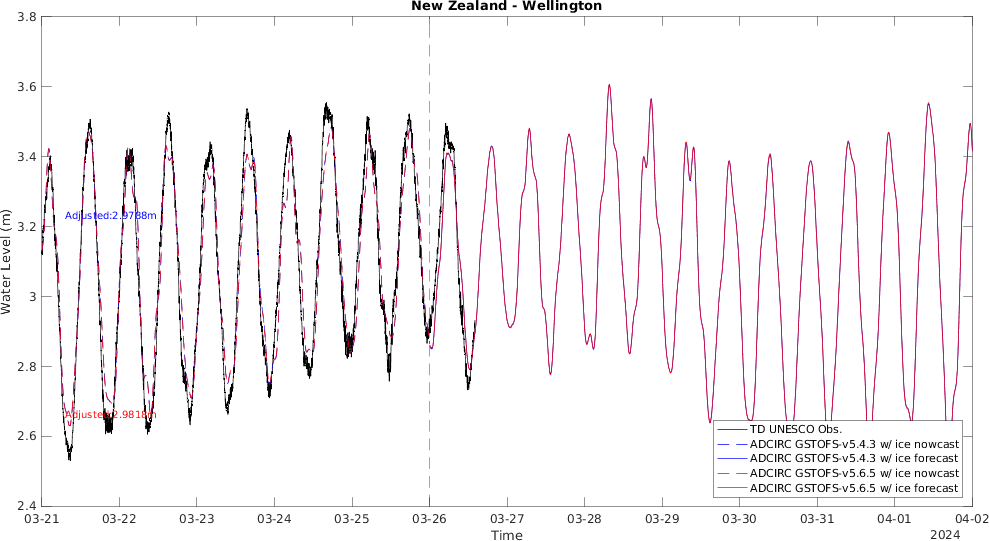 New Zealand - Wellington
3.8
3.6
3.4
3.2
3
2.8
2.6
2.4
Water Level (m)
Adjusted:2.9788m
Adjusted:2.9818m
TD UNESCO Obs.
ADCIRC GSTOFS-v5.4.3 w/ ice nowcast
ADCIRC GSTOFS-v5.4.3 w/ ice forecast
ADCIRC GSTOFS-v5.6.5 w/ ice nowcast
ADCIRC GSTOFS-v5.6.5 w/ ice forecast
03-21 03-22 03-23 03-24 03-25 03-26 03-27 03-28 03-29 03-30 03-31 04-01 04-02
Time
2024